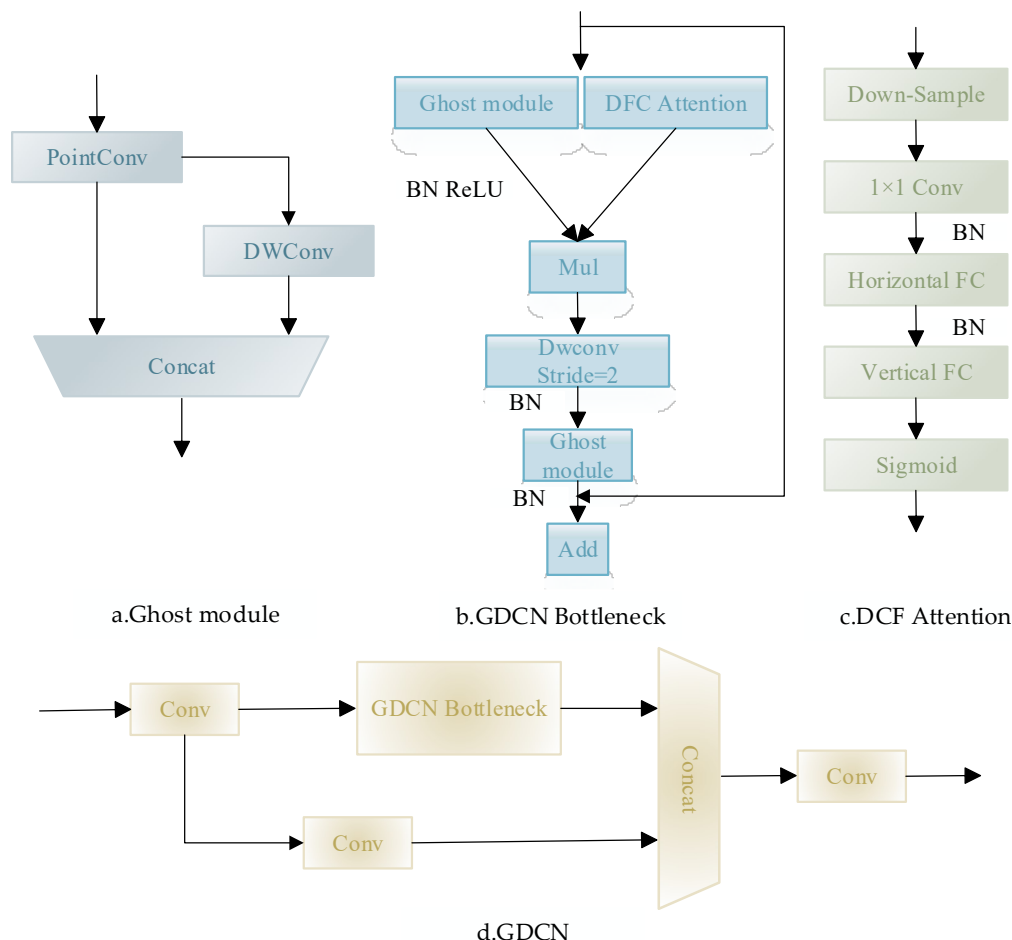 PointConv
DWConv
Concat
a.Ghost module
Ghost module
DFC Attention
BN ReLU
Mul
Dwconv
Stride=2
BN
Ghost
module
BN
Add
b.GDCN Bottleneck
Down-Sample
1×1 Conv
BN
Horizontal FC
BN
Vertical FC
Sigmoid
c.DCF Attention
Conv
GDCN Bottleneck
Conv
Concat
Conv
d.GDCN